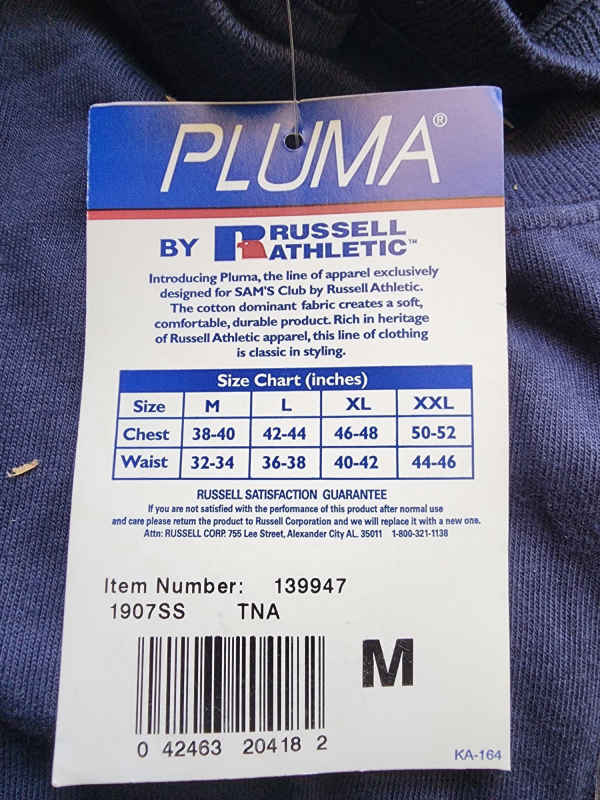 PLUMA®
BY RUSSELL
ATHLETIC™
Introducing Pluma, the line of apparel exclusively
designed for SAM'S Club by Russell Athletic.
The cotton dominant fabric creates a soft,
comfortable, durable product. Rich in heritage
of Russell Athletic apparel, this line of clothing
is classic in styling.
Size Chart (inches)
Size M L XL XXL
Chest 38-40 42-44 46-48 50-52
Waist 32-34 36-38 40-42 44-46
RUSSELL SATISFACTION GUARANTEE
If you are not satisfied with the performance of this product after normal use
and care please return the product to Russell Corporation and we will replace it with a new one.
Attn: RUSSELL CORP. 755 Lee Street, Alexander City AL. 35011 1-800-321-1138
Item Number: 139947
1907SS TNA
M
0 42463 20418 2
KA-164